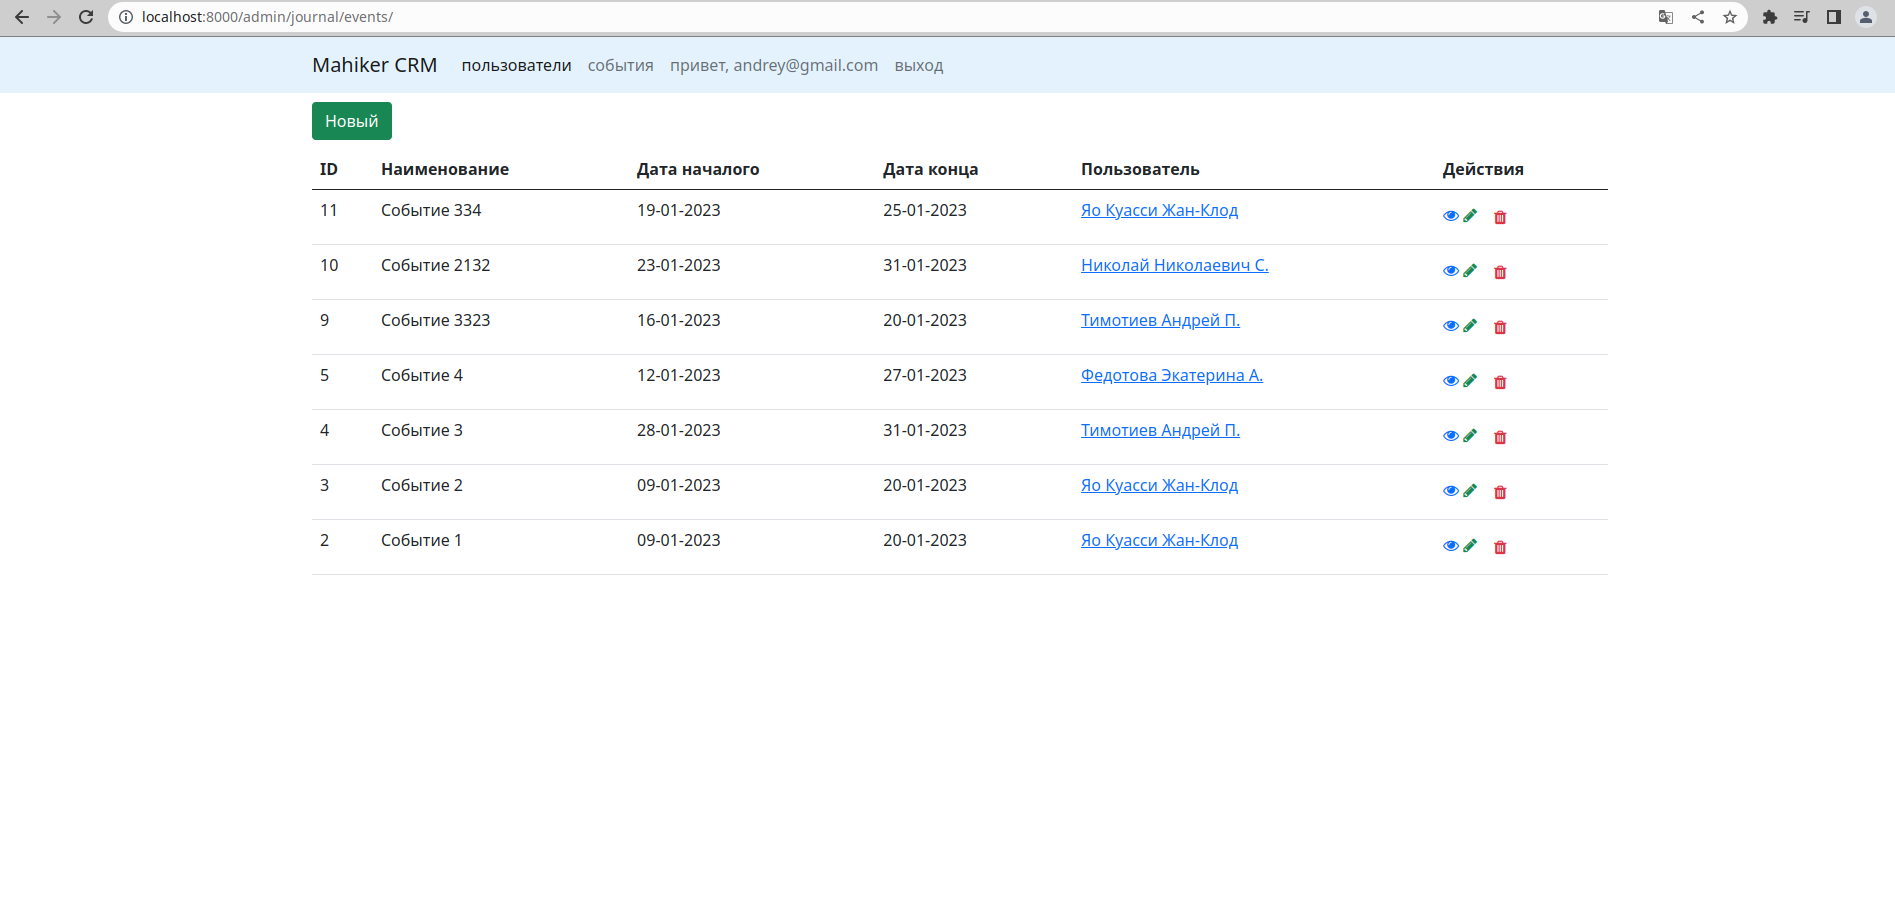 localhost:8000/admin/journal/events/
Mahiker CRM пользователи события привет, andrey@gmail.com выход
Новый
ID Наименование Дата началого Дата конца Пользователь Действия
11 Событие 334 19-01-2023 25-01-2023 Яо Куасси Жан-Клод
10 Событие 2132 23-01-2023 31-01-2023 Николай Николаевич С.
9 Событие 3323 16-01-2023 20-01-2023 Тимотиев Андрей П.
5 Событие 4 12-01-2023 27-01-2023 Федотова Экатерина А.
4 Событие 3 28-01-2023 31-01-2023 Тимотиев Андрей П.
3 Событие 2 09-01-2023 20-01-2023 Яо Куасси Жан-Клод
2 Событие 1 09-01-2023 20-01-2023 Яо Куасси Жан-Клод